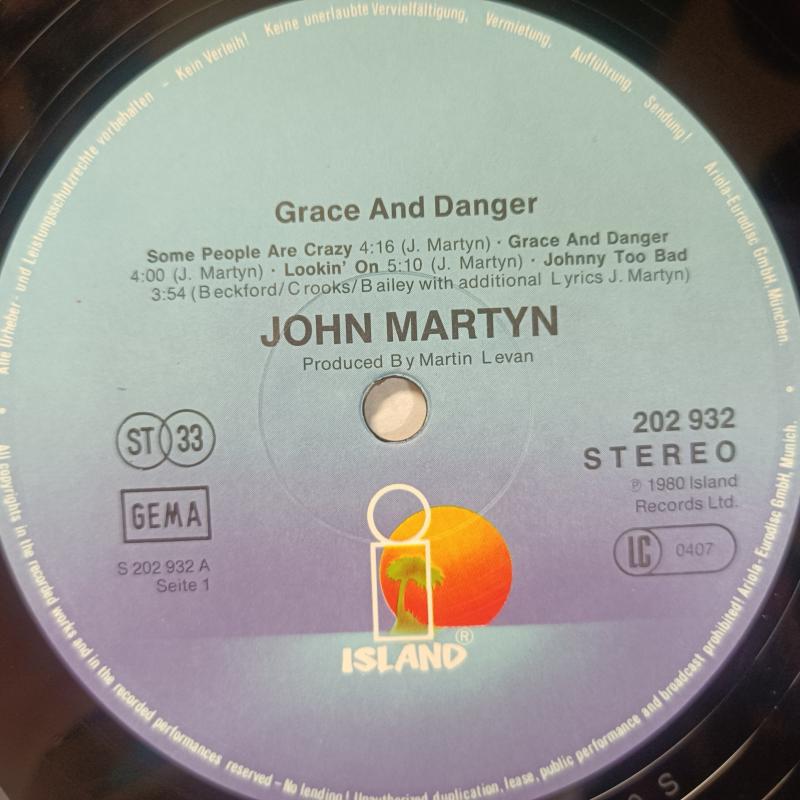 Alle Urheber- und Leistungsschutzrechte vorbehalten - Kein Verleih! Keine unerlaubte Vervielfältigung, Vermietung, Aufführung, Sendung! Ariola-Eurodisc GmbH, München.
Grace And Danger
Some People Are Crazy 4:16 (J. Martyn) · Grace And Danger
4:00 (J. Martyn) · Lookin' On 5:10 (J. Martyn) · Johnny Too Bad
3:54 (Beckford/Crooks/Bailey with additional Lyrics J. Martyn)
JOHN MARTYN
Produced By Martin Levan
ST 33
202 932
STEREO
GEMA
℗ 1980 Island
Records Ltd.
LC 0407
S 202 932 A
Seite 1
i
ISLAND ®
All copyrights in the recorded works and in the recorded performances reserved - No lending! Unauthorized duplication, lease, public performance and broadcast prohibited! Ariola-Eurodisc GmbH, Munich.